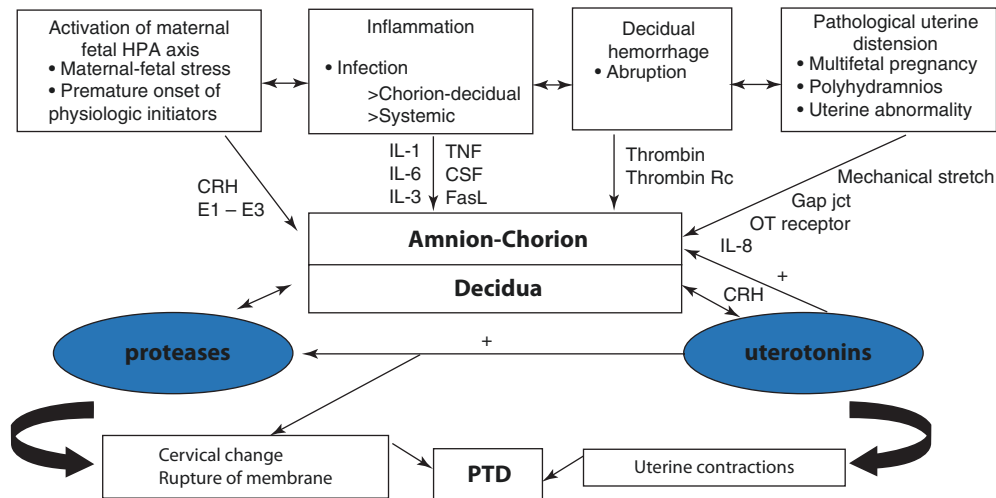 Activation of maternal
fetal HPA axis
• Maternal-fetal stress
• Premature onset of
physiologic initiators
Inflammation
• Infection
>Chorion-decidual
>Systemic
Decidual
hemorrhage
• Abruption
Pathological uterine
distension
• Multifetal pregnancy
• Polyhydramnios
• Uterine abnormality
CRH
E1 – E3
IL-1
IL-6
IL-3
TNF
CSF
FasL
Thrombin
Thrombin Rc
Mechanical stretch
Gap jct
OT receptor
IL-8
+
Amnion-Chorion
Decidua
CRH
proteases
+
uterotonins
Cervical change
Rupture of membrane
PTD
Uterine contractions